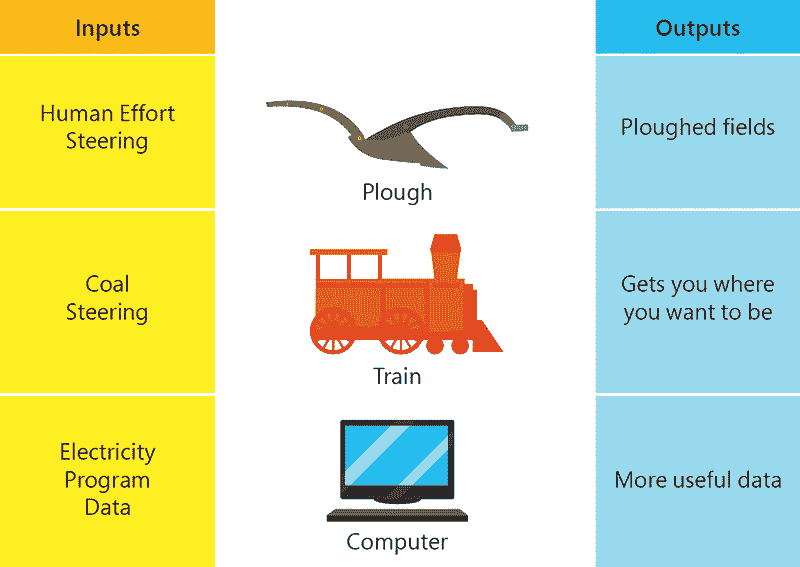 Inputs
Outputs
Human Effort
Steering
Plough
Ploughed fields
Coal
Steering
Train
Gets you where
you want to be
Electricity
Program
Data
Computer
More useful data